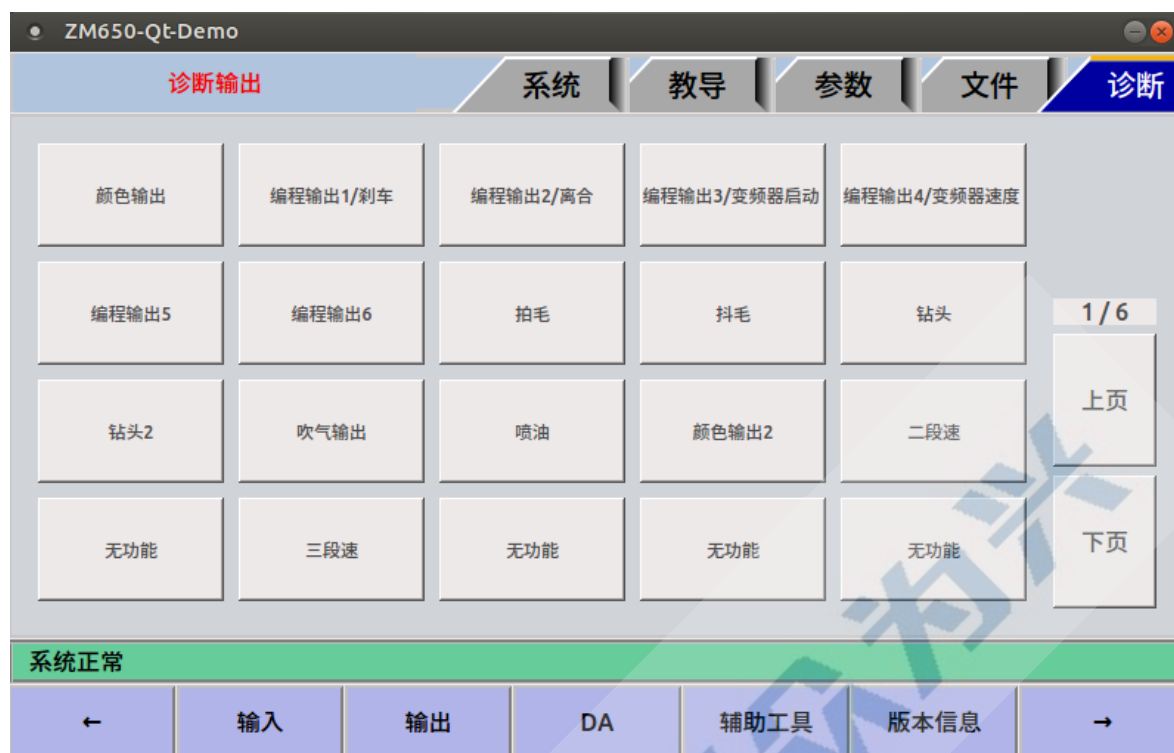 ZM650-Qt-Demo
诊断输出 系统 教导 参数 文件 诊断
颜色输出 编程输出1/刹车 编程输出2/离合 编程输出3/变频器启动 编程输出4/变频器速度
编程输出5 编程输出6 拍毛 抖毛 钻头
1 / 6
钻头2 吹气输出 喷油 颜色输出2 二段速
上页
无功能 三段速 无功能 无功能 无功能
下页
系统正常
← 输入 输出 DA 辅助工具 版本信息 →
为兴